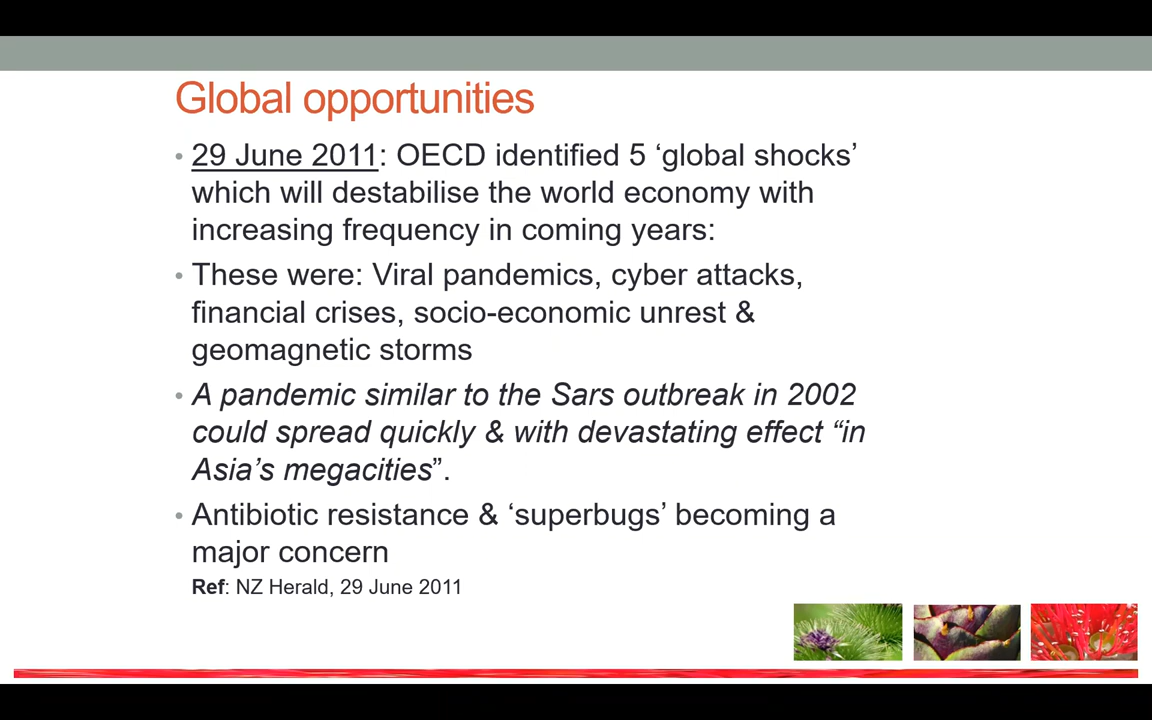 Global opportunities
• 29 June 2011: OECD identified 5 ‘global shocks’
which will destabilise the world economy with
increasing frequency in coming years:
• These were: Viral pandemics, cyber attacks,
financial crises, socio-economic unrest &
geomagnetic storms
• A pandemic similar to the Sars outbreak in 2002
could spread quickly & with devastating effect “in
Asia’s megacities”.
• Antibiotic resistance & ‘superbugs’ becoming a
major concern
Ref: NZ Herald, 29 June 2011